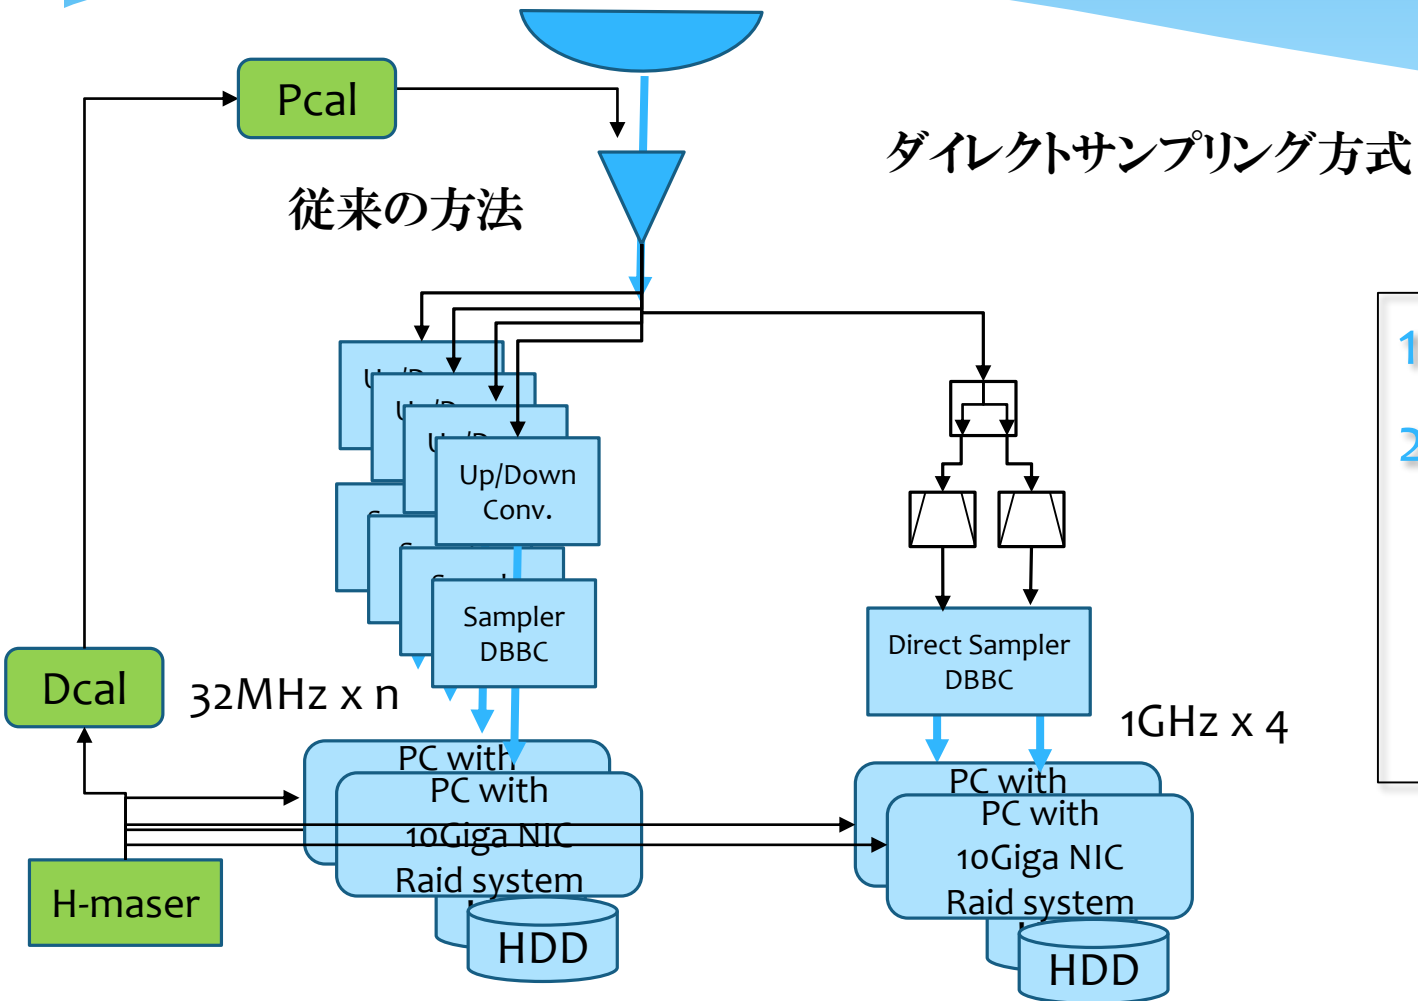 Pcal
ダイレクトサンプリング方式
従来の方法
1
2
Up/Down
Conv.
Sampler
DBBC
Direct Sampler
DBBC
Dcal
32MHz x n
1GHz x 4
PC with
PC with
10Giga NIC
Raid system
HDD
PC with
PC with
10Giga NIC
Raid system
HDD
H-maser